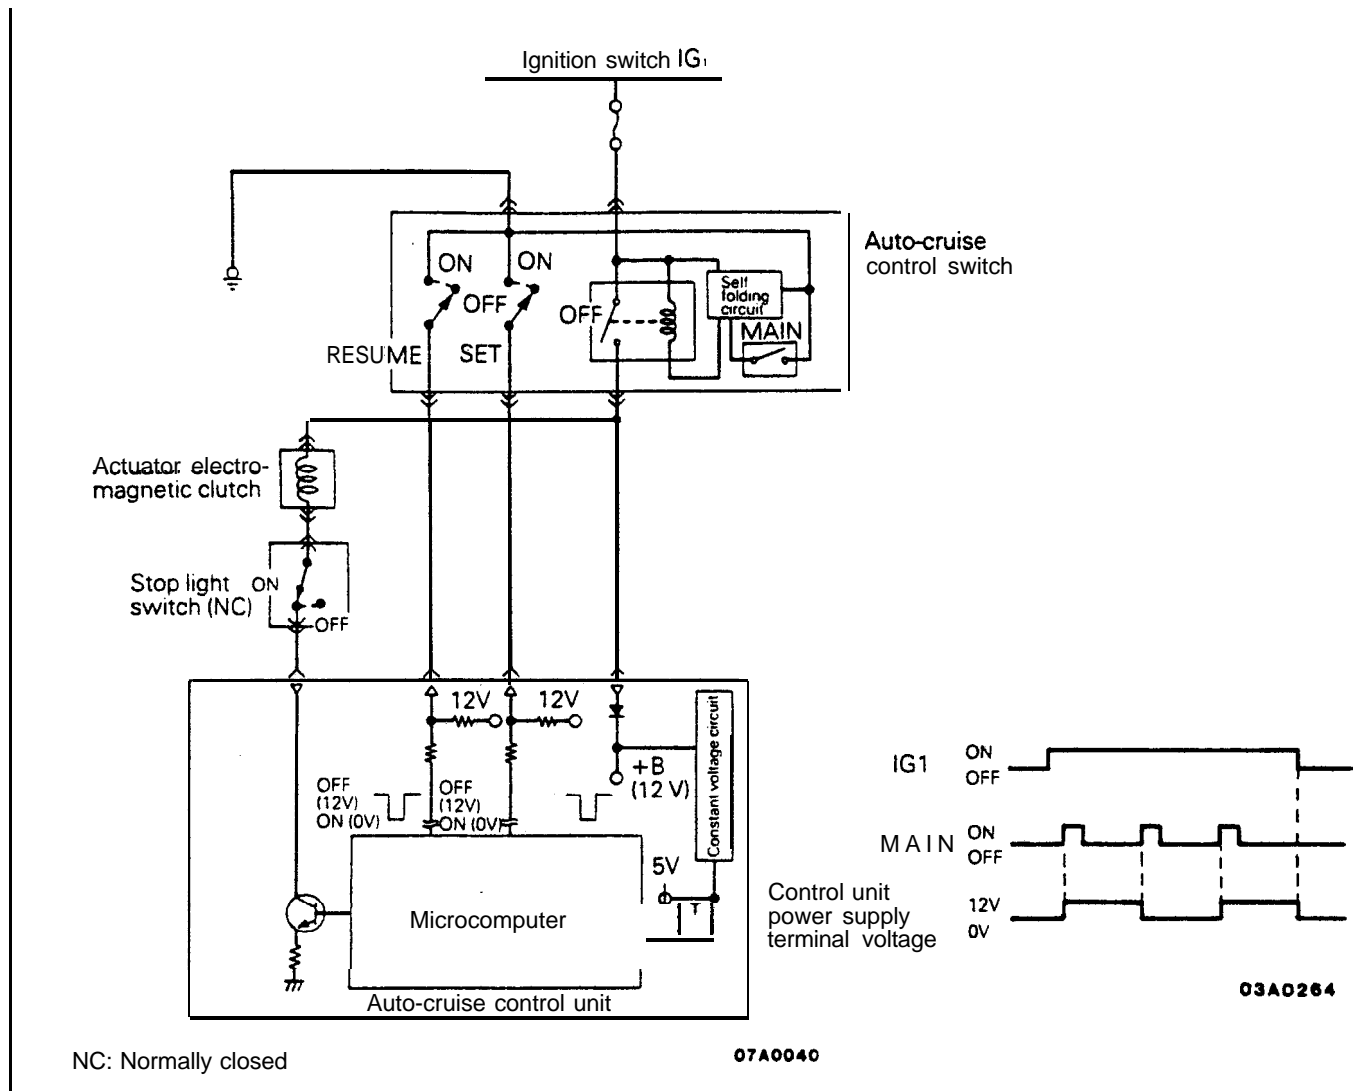 Ignition switch IG₁
Auto-cruise
control switch
ON
ON
OFF
OFF
Self
folding
circuit
MAIN
RESUME
SET
Actuator electro-
magnetic clutch
Stop light
switch (NC)
ON
OFF
12V
12V
Constant voltage circuit
+B
(12 V)
OFF
(12V)
ON (0V)
OFF
(12V)
ON (0V)
5V
Microcomputer
Auto-cruise control unit
IG1
ON
OFF
MAIN
ON
OFF
Control unit
power supply
terminal voltage
12V
0V
03A0264
NC: Normally closed
07A0040